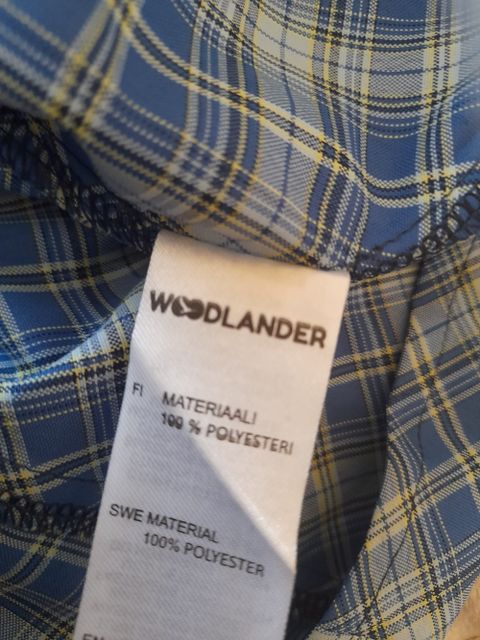 WOODLANDER
FI MATERIAALI
100 % POLYESTERI
SWE MATERIAL
100% POLYESTER